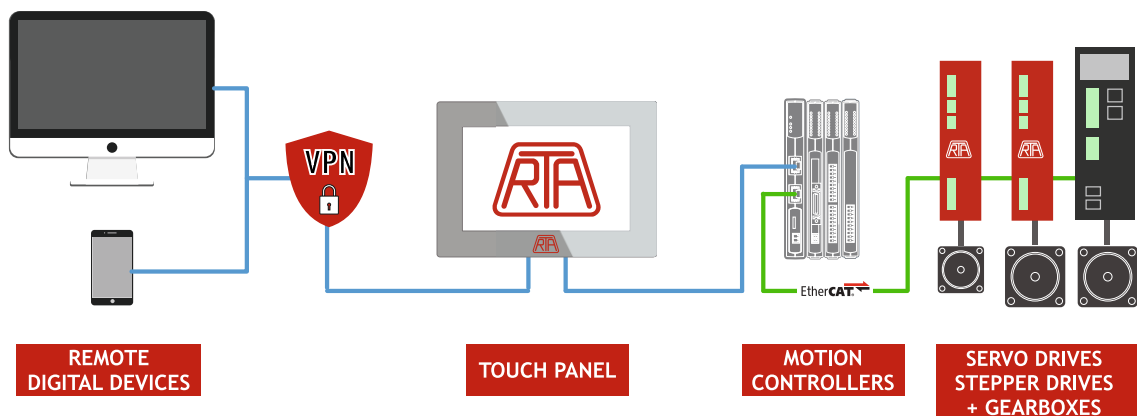 VPN
RTA
RTA
RTA
RTA
EtherCAT
REMOTE
DIGITAL DEVICES
TOUCH PANEL
MOTION
CONTROLLERS
SERVO DRIVES
STEPPER DRIVES
+ GEARBOXES